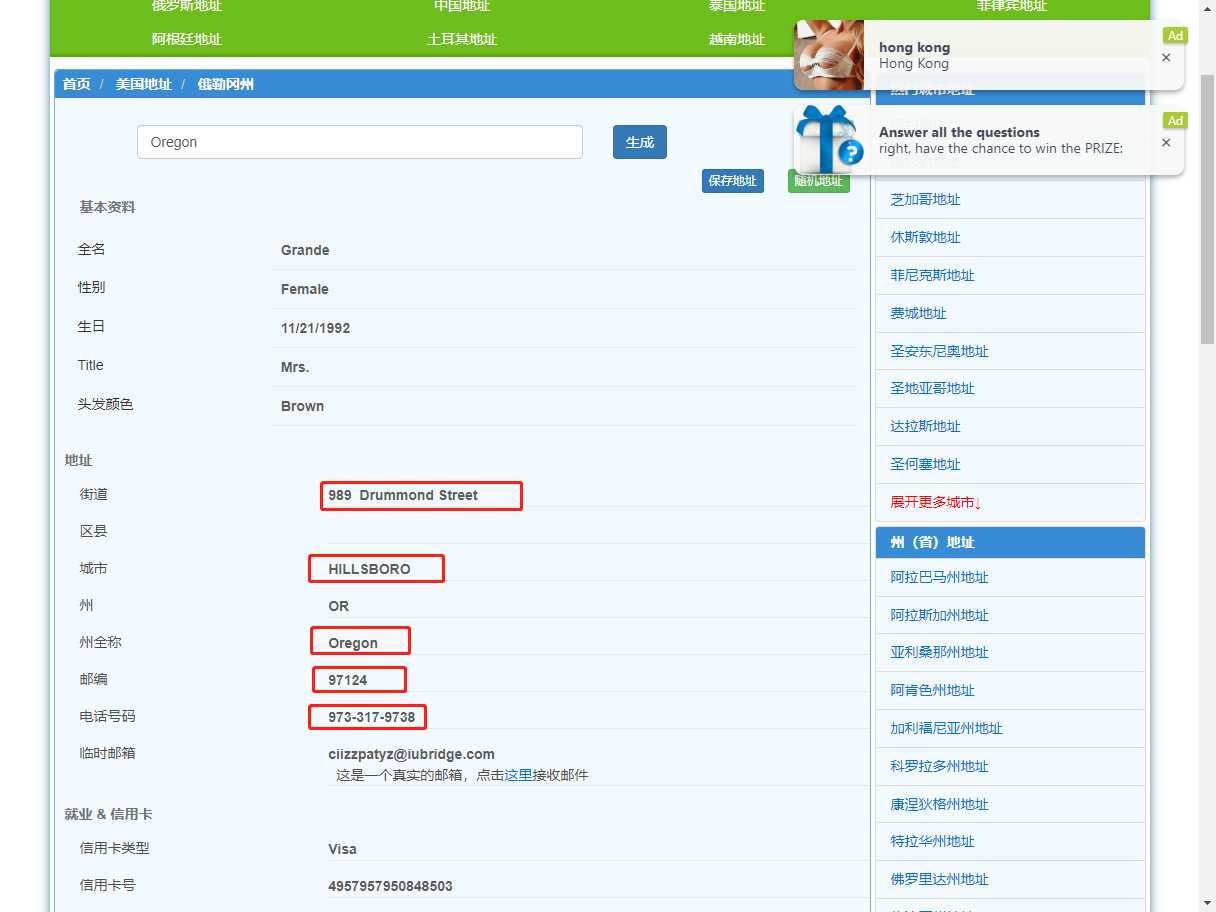 俄罗斯地址 中国地址 泰国地址 菲律宾地址
阿根廷地址 土耳其地址 越南地址
hong kong
Hong Kong
Ad
×
首页 / 美国地址 / 俄勒冈州
热门城市地址
Answer all the questions
right, have the chance to win the PRIZE:
Ad
×
Oregon 生成
保存地址 随机地址
基本资料
全名 Grande
性别 Female
生日 11/21/1992
Title Mrs.
头发颜色 Brown
地址
街道 989 Drummond Street
区县
城市 HILLSBORO
州 OR
州全称 Oregon
邮编 97124
电话号码 973-317-9738
临时邮箱 ciizzpatyz@iubridge.com
这是一个真实的邮箱，点击这里接收邮件
就业 & 信用卡
信用卡类型 Visa
信用卡号 4957957950848503
芝加哥地址
休斯敦地址
菲尼克斯地址
费城地址
圣安东尼奥地址
圣地亚哥地址
达拉斯地址
圣何塞地址
展开更多城市↓
州（省）地址
阿拉巴马州地址
阿拉斯加州地址
亚利桑那州地址
阿肯色州地址
加利福尼亚州地址
科罗拉多州地址
康涅狄格州地址
特拉华州地址
佛罗里达州地址